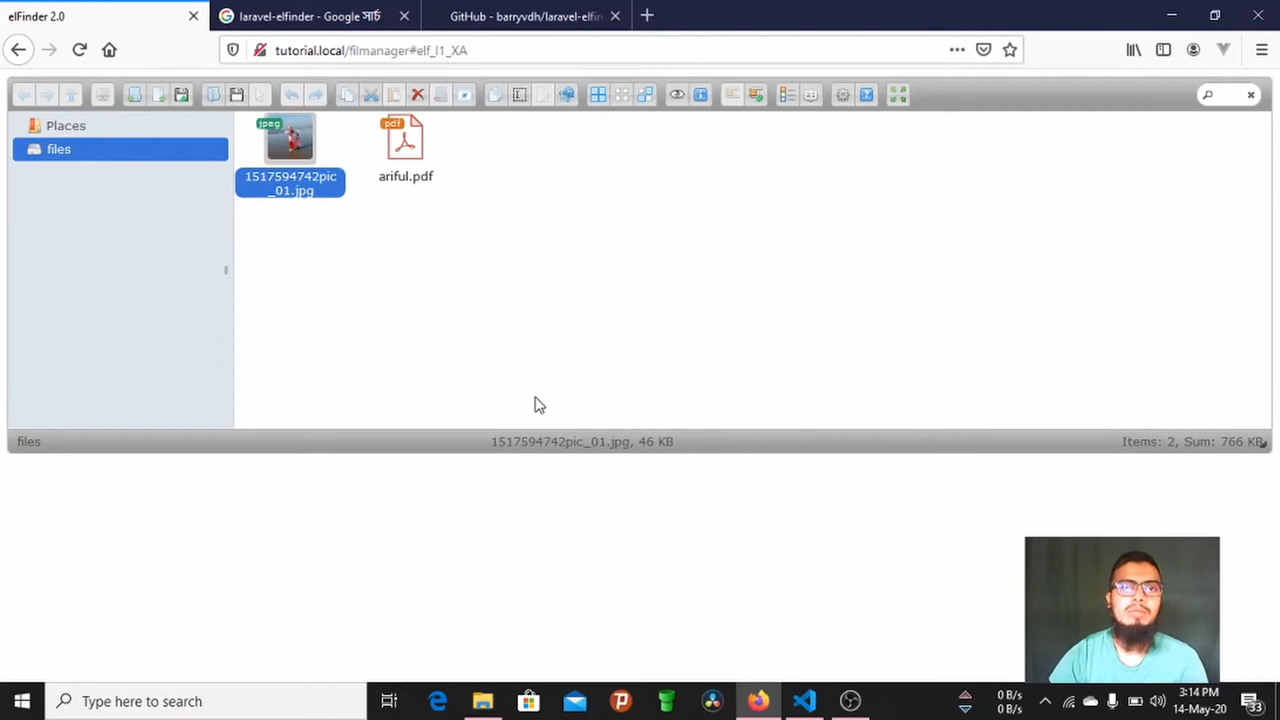 elFinder 2.0
laravel-elfinder - Google সার্চ
GitHub - barryvdh/laravel-elfin
tutorial.local/filmanager#elf_l1_XA
Places
files
jpeg
1517594742pic
_01.jpg
pdf
ariful.pdf
files
1517594742pic_01.jpg, 46 KB
Items: 2, Sum: 766 KB
Type here to search
0 B/s
0 B/s
3:14 PM
14-May-20
33